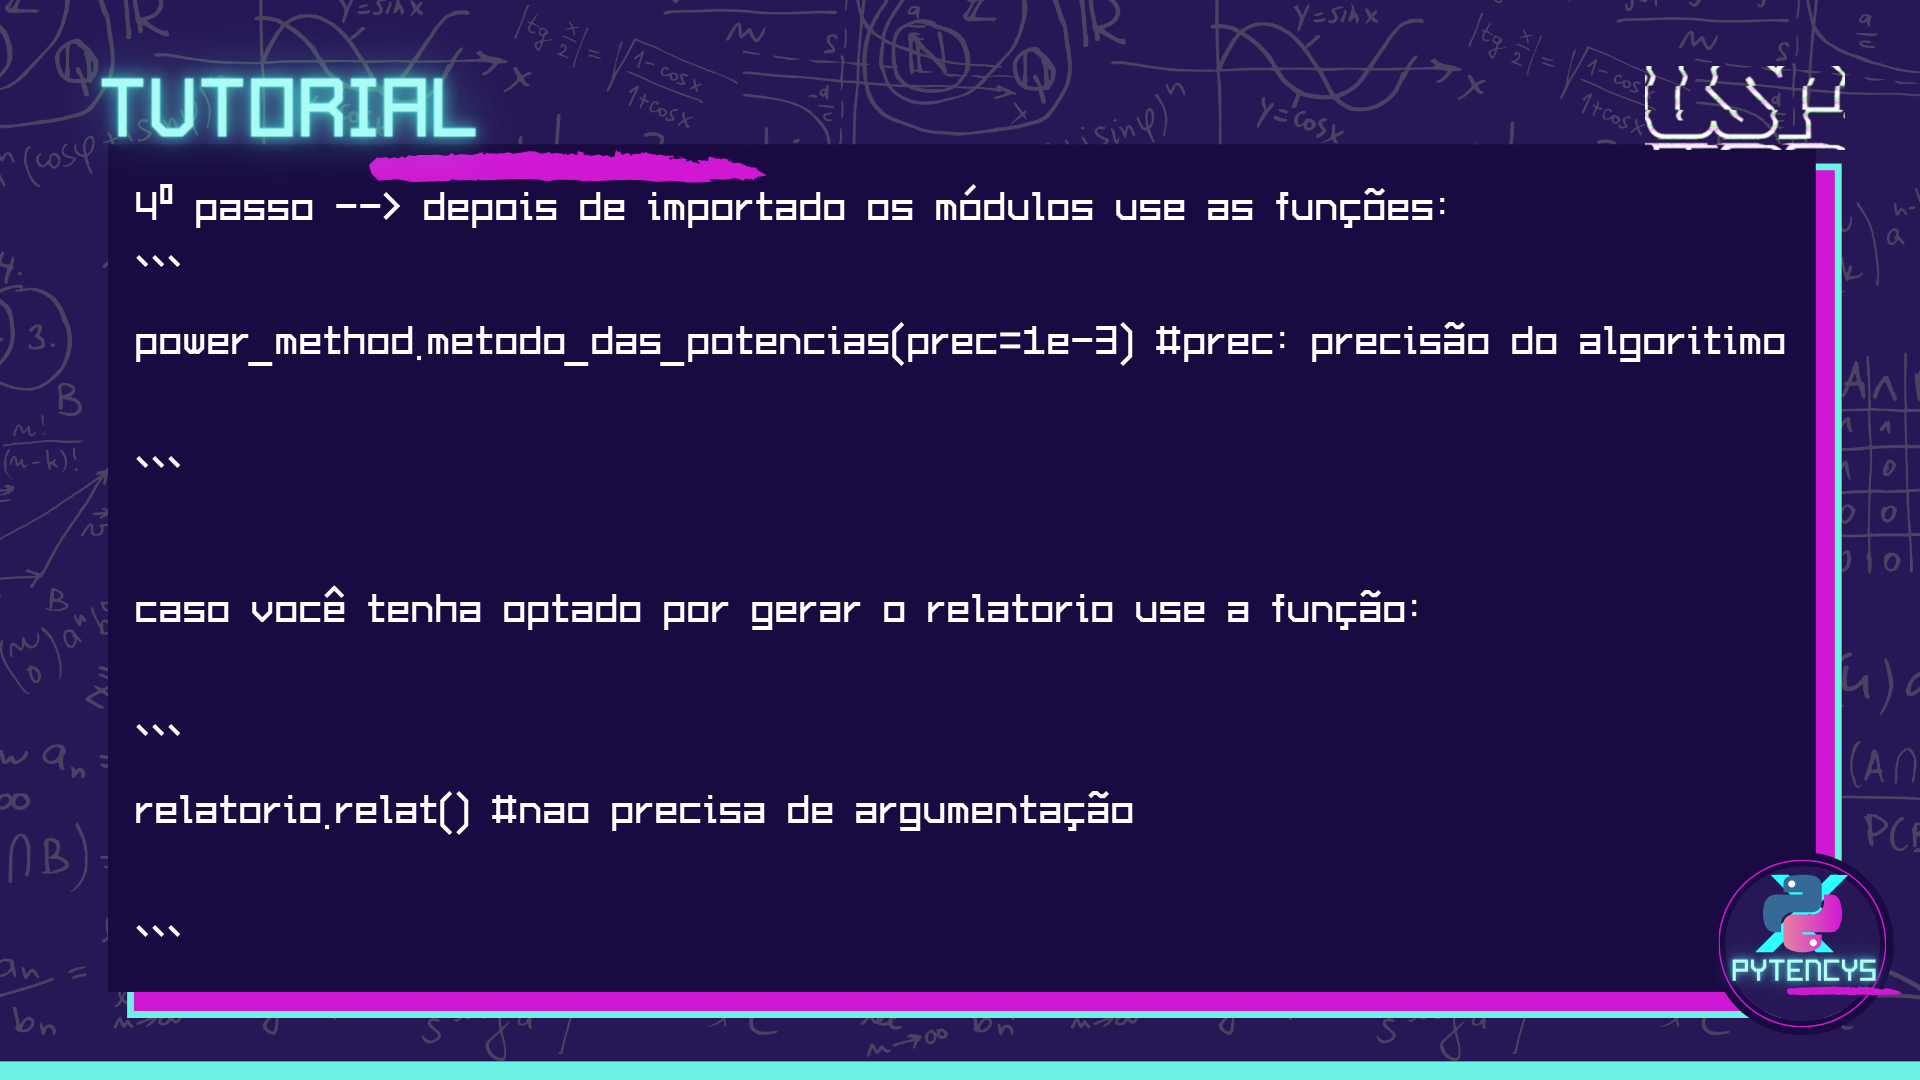 TUTORIAL
USP
4º passo --> depois de importado os módulos use as funções:
```
power_method.metodo_das_potencias(prec=1e-3) #prec: precisão do algoritimo
```
caso você tenha optado por gerar o relatorio use a função:
```
relatorio.relat() #nao precisa de argumentação
```
PYTENCYS